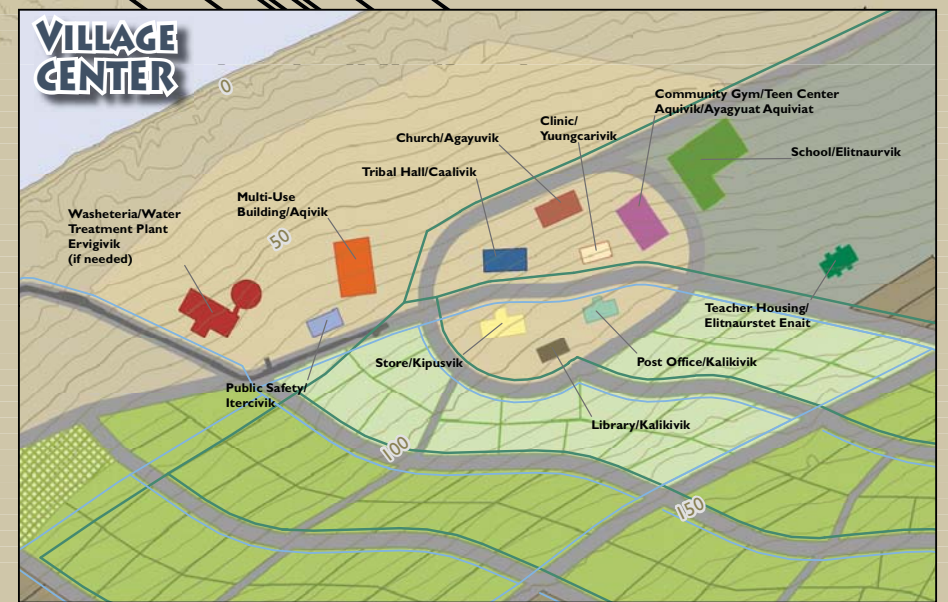 VILLAGE
CENTER
0
Community Gym/Teen Center
Aquivik/Ayagyuat Aquiviat
Clinic/
Yuungcarivik
Church/Agayuvik
School/Elitnaurvik
Tribal Hall/Caalivik
Multi-Use
Building/Aqivik
Washeteria/Water
Treatment Plant
Ervigivik
(if needed)
50
Teacher Housing/
Elitnaurstet Enait
Store/Kipusvik
Post Office/Kalikivik
Public Safety/
Itercivik
Library/Kalikivik
100
150